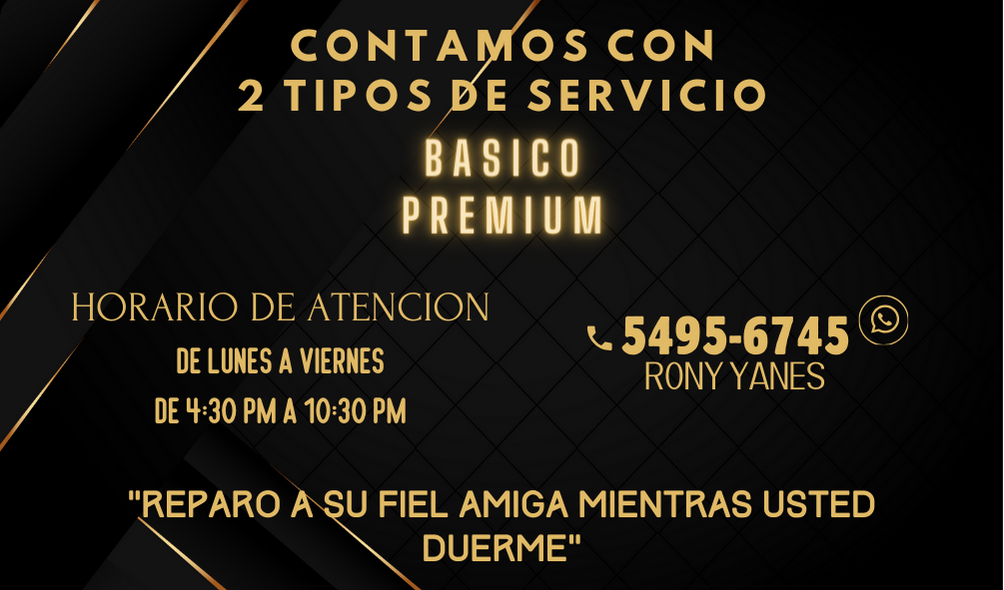 CONTAMOS CON
2 TIPOS DE SERVICIO
BASICO
PREMIUM
HORARIO DE ATENCION
DE LUNES A VIERNES
DE 4:30 PM A 10:30 PM
5495-6745
RONY YANES
"REPARO A SU FIEL AMIGA MIENTRAS USTED
DUERME"